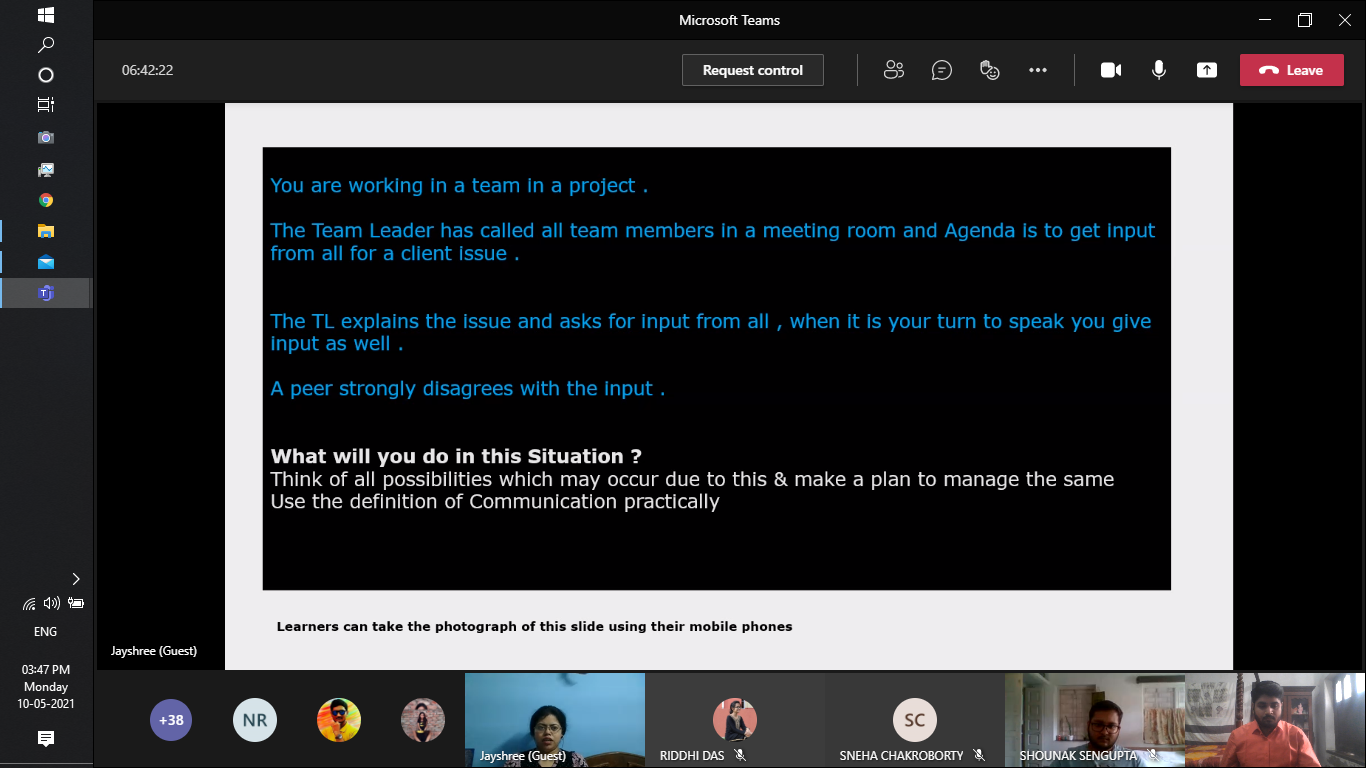 Microsoft Teams
06:42:22
Request control
Leave
You are working in a team in a project .
The Team Leader has called all team members in a meeting room and Agenda is to get input
from all for a client issue .
The TL explains the issue and asks for input from all , when it is your turn to speak you give
input as well .
A peer strongly disagrees with the input .
What will you do in this Situation ?
Think of all possibilities which may occur due to this & make a plan to manage the same
Use the definition of Communication practically
Learners can take the photograph of this slide using their mobile phones
Jayshree (Guest)
ENG
03:47 PM
Monday
10-05-2021
+38
NR
Jayshree (Guest)
RIDDHI DAS
SC
SNEHA CHAKROBORTY
SHOUNAK SENGUPTA